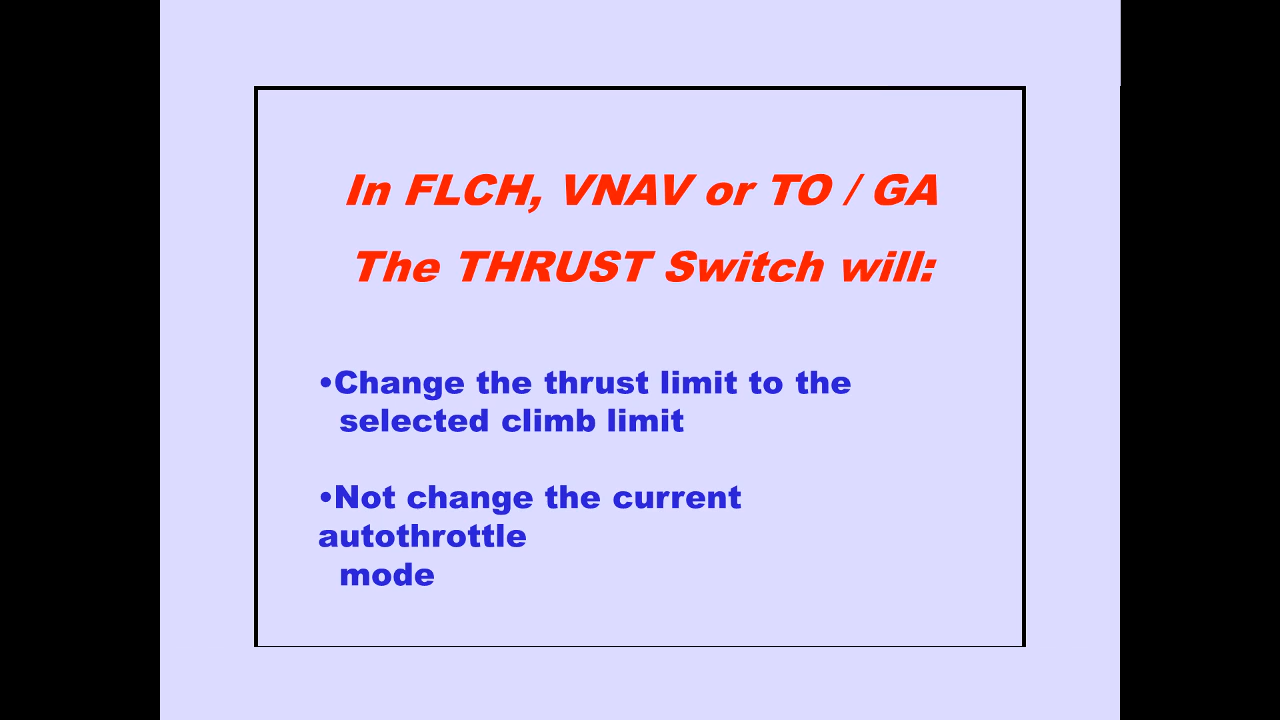 In FLCH, VNAV or TO / GA
The THRUST Switch will:
•Change the thrust limit to the
selected climb limit
•Not change the current
autothrottle
mode